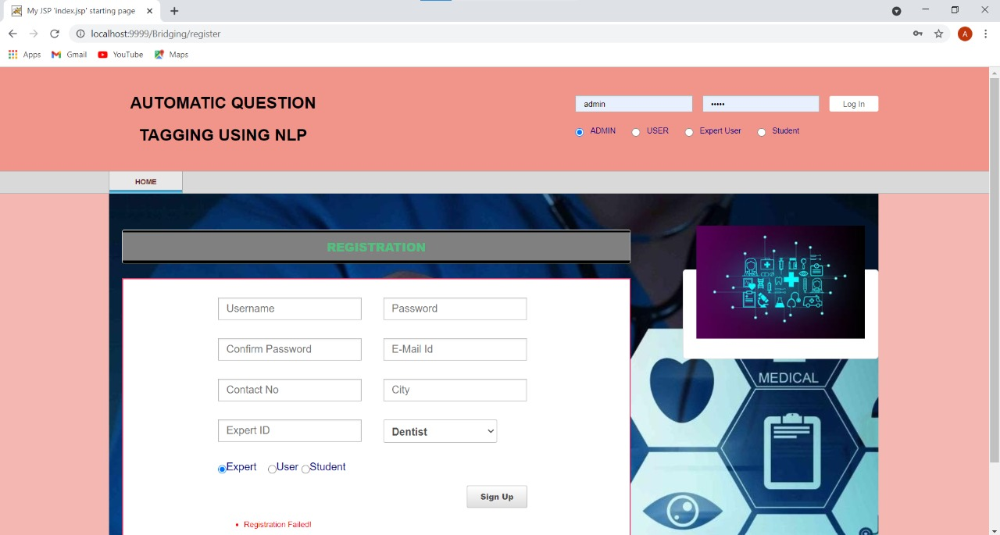 My JSP 'index.jsp' starting page
localhost:9999/Bridging/register
A
Apps Gmail YouTube Maps
AUTOMATIC QUESTION
TAGGING USING NLP
admin ••••• Log In
ADMIN USER Expert User Student
HOME
REGISTRATION
Username Password
Confirm Password E-Mail Id
Contact No City
Expert ID Dentist
Expert User Student
Sign Up
Registration Failed!
MEDICAL